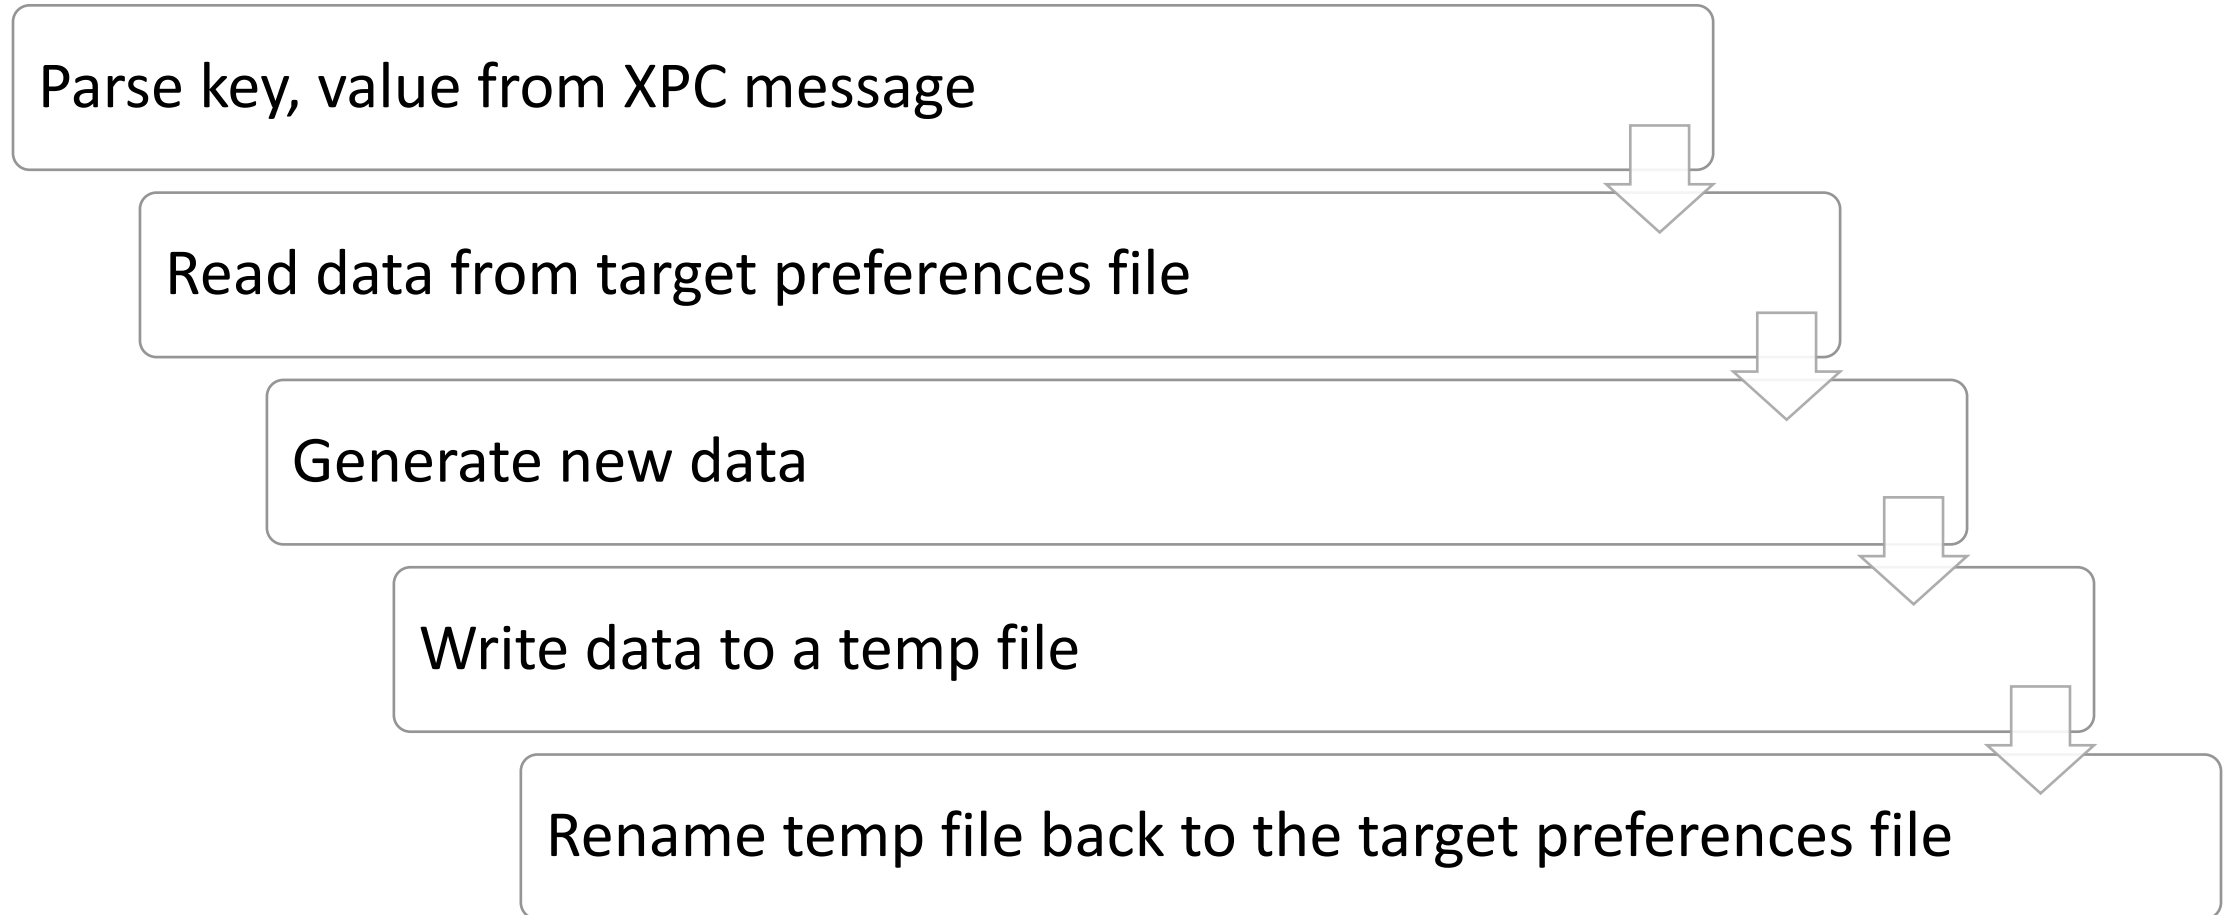 Parse key, value from XPC message
Read data from target preferences file
Generate new data
Write data to a temp file
Rename temp file back to the target preferences file